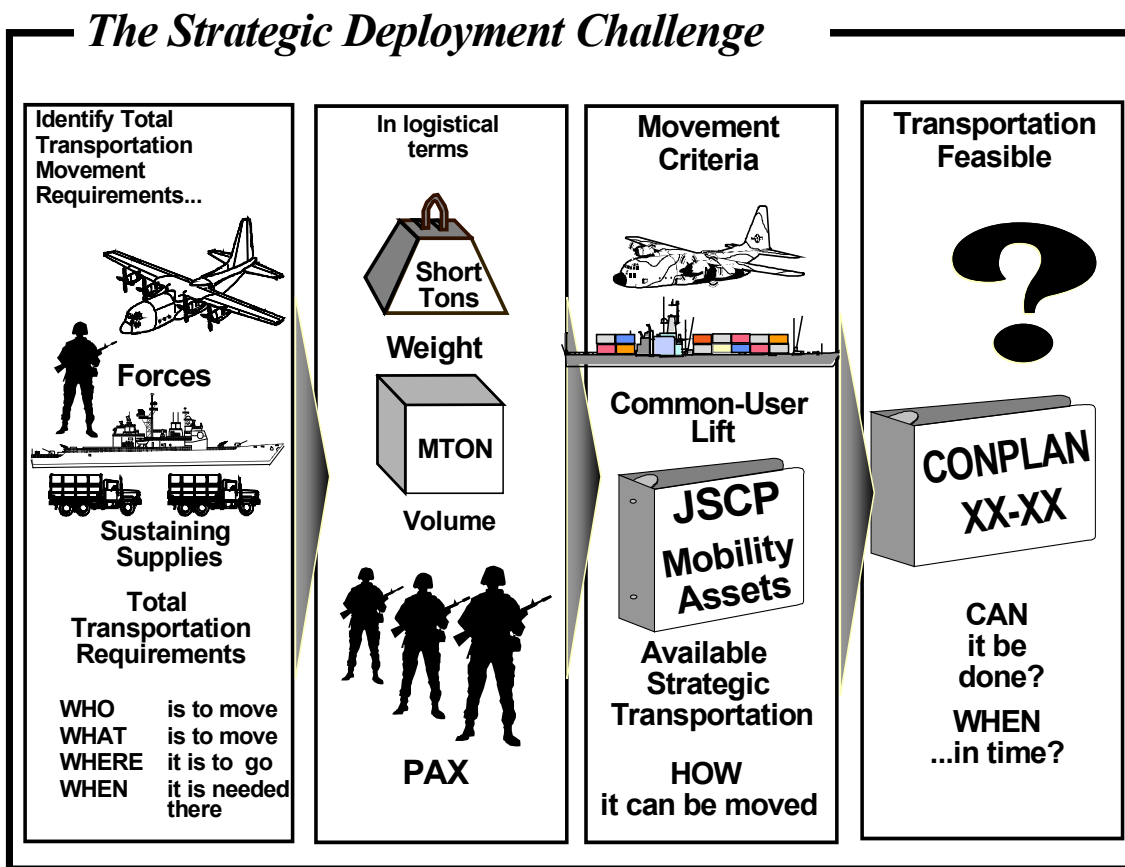 The Strategic Deployment Challenge
Identify Total
Transportation
Movement
Requirements...
Forces
Sustaining
Supplies
Total
Transportation
Requirements
WHO is to move
WHAT is to move
WHERE it is to go
WHEN it is needed
there
In logistical
terms
Short
Tons
Weight
MTON
Volume
PAX
Movement
Criteria
Common-User
Lift
JSCP
Mobility
Assets
Available
Strategic
Transportation
HOW
it can be moved
Transportation
Feasible
?
CONPLAN
XX-XX
CAN
it be
done?
WHEN
...in time?